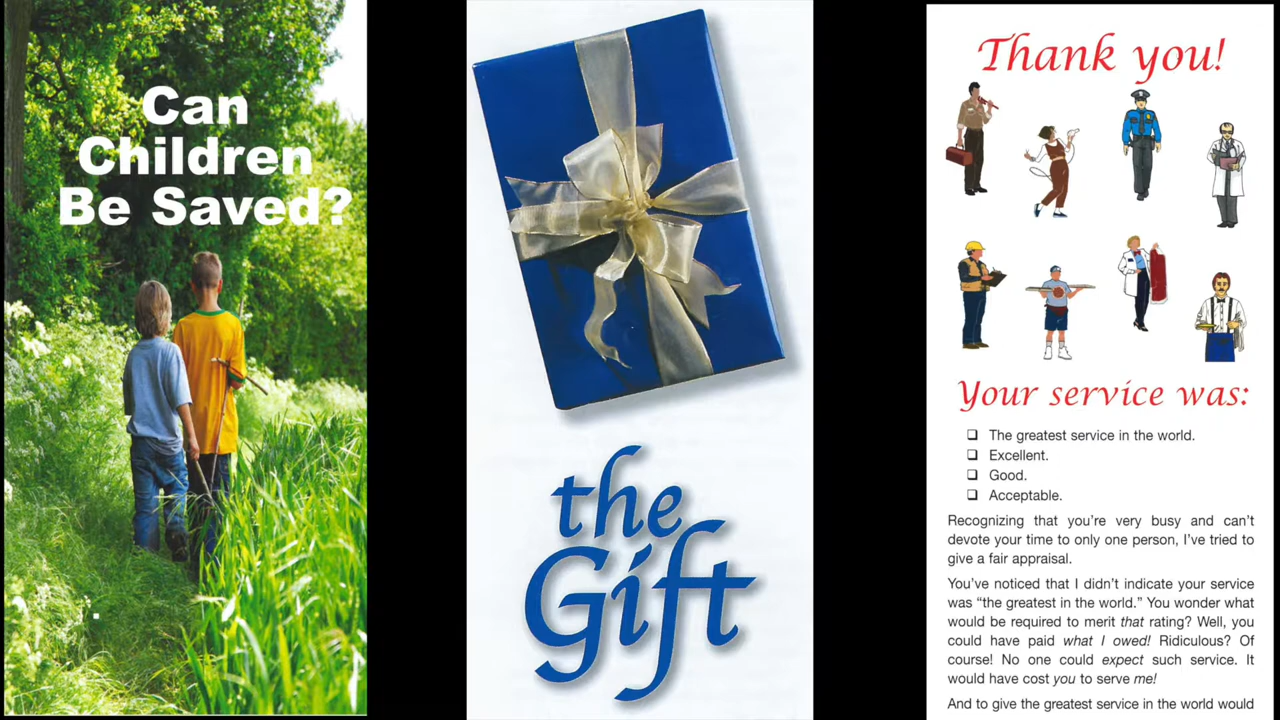 Can
Children
Be Saved?
the
Gift
Thank you!
Your service was:
❑ The greatest service in the world.
❑ Excellent.
❑ Good.
❑ Acceptable.
Recognizing that you’re very busy and can’t
devote your time to only one person, I’ve tried to
give a fair appraisal.
You’ve noticed that I didn’t indicate your service
was “the greatest in the world.” You wonder what
would be required to merit that rating? Well, you
could have paid what I owed! Ridiculous? Of
course! No one could expect such service. It
would have cost you to serve me!
And to give the greatest service in the world would